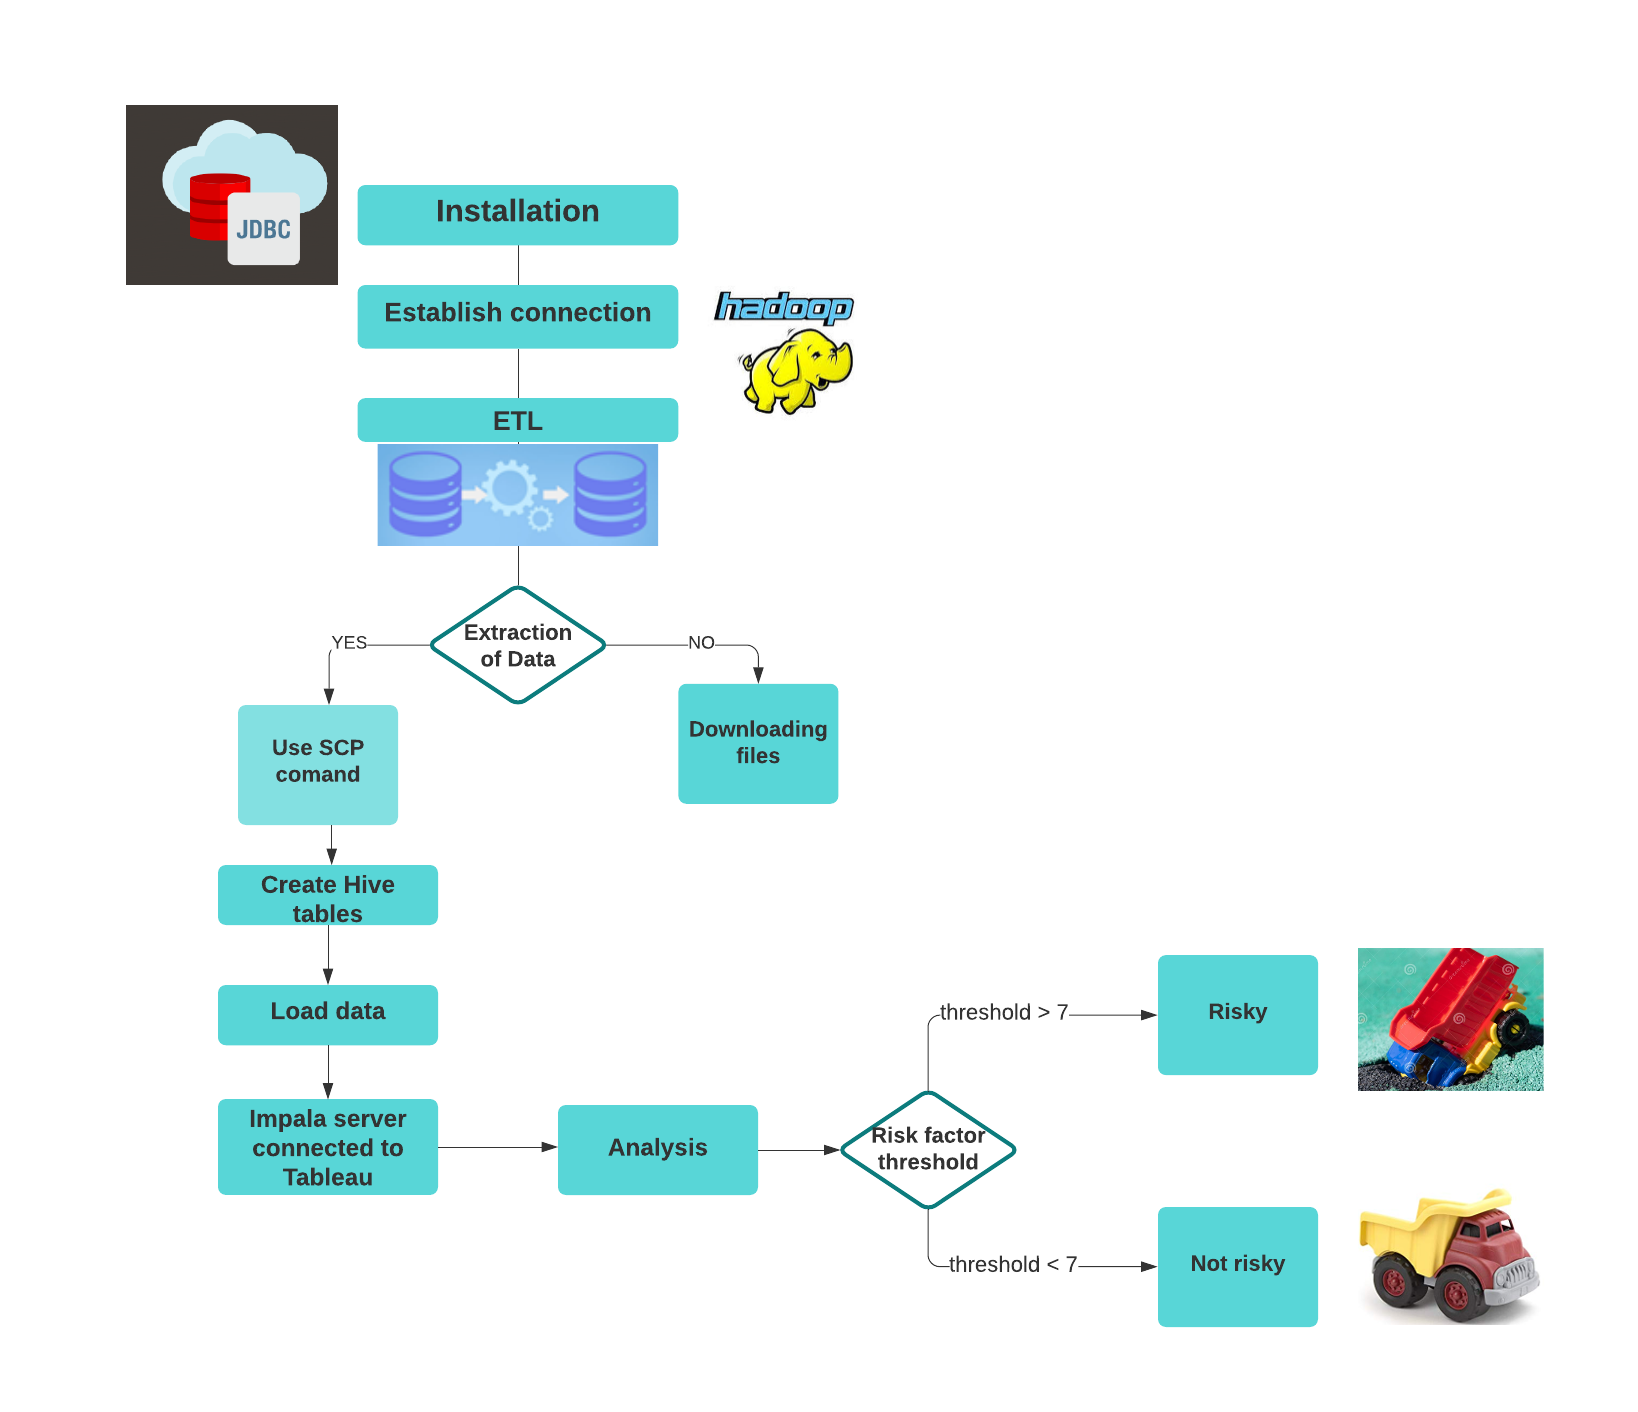 JDBC
Installation
Establish connection
hadoop
ETL
Extraction
of Data
YES
NO
Use SCP
comand
Downloading
files
Create Hive
tables
Load data
Impala server
connected to
Tableau
Analysis
Risk factor
threshold
threshold > 7
Risky
threshold < 7
Not risky